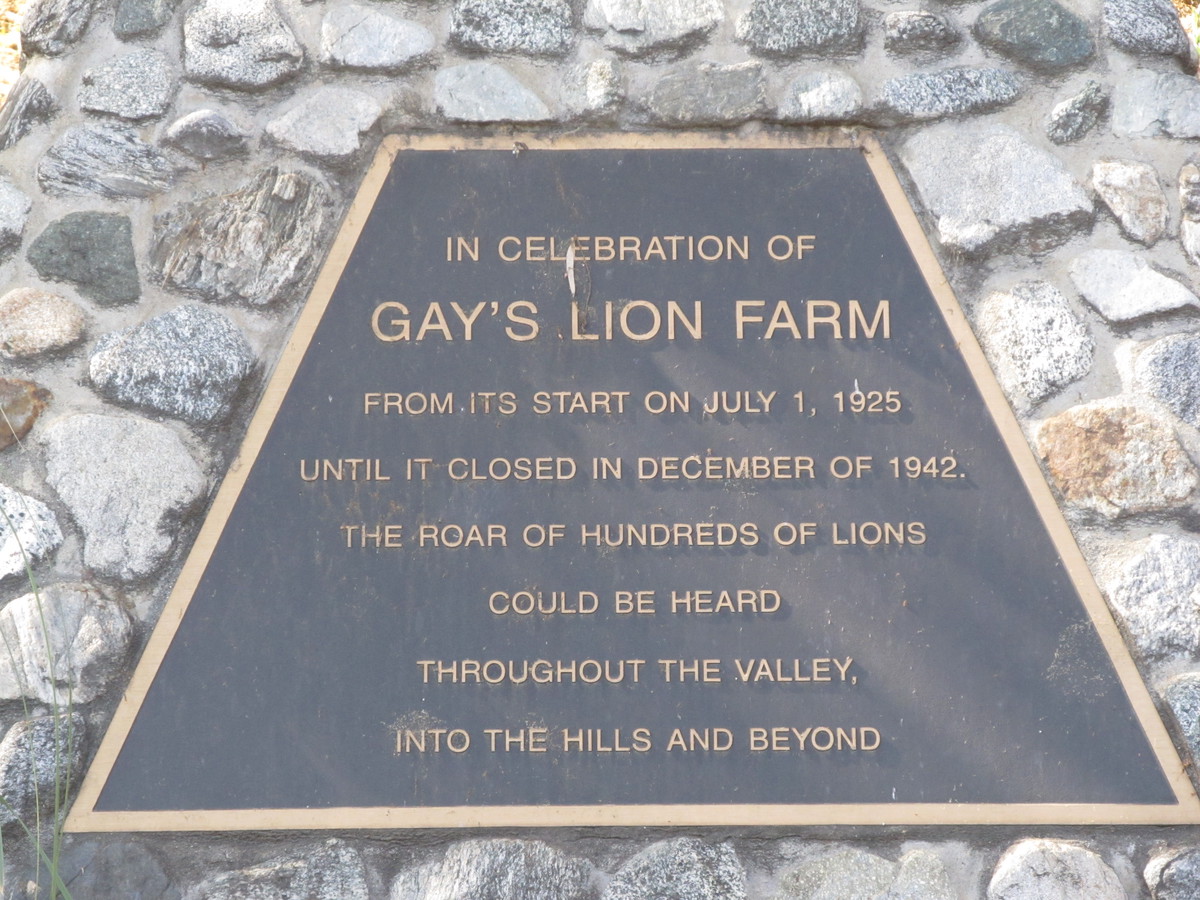 IN CELEBRATION OF
GAY'S LION FARM
FROM ITS START ON JULY 1, 1925
UNTIL IT CLOSED IN DECEMBER OF 1942.
THE ROAR OF HUNDREDS OF LIONS
COULD BE HEARD
THROUGHOUT THE VALLEY,
INTO THE HILLS AND BEYOND